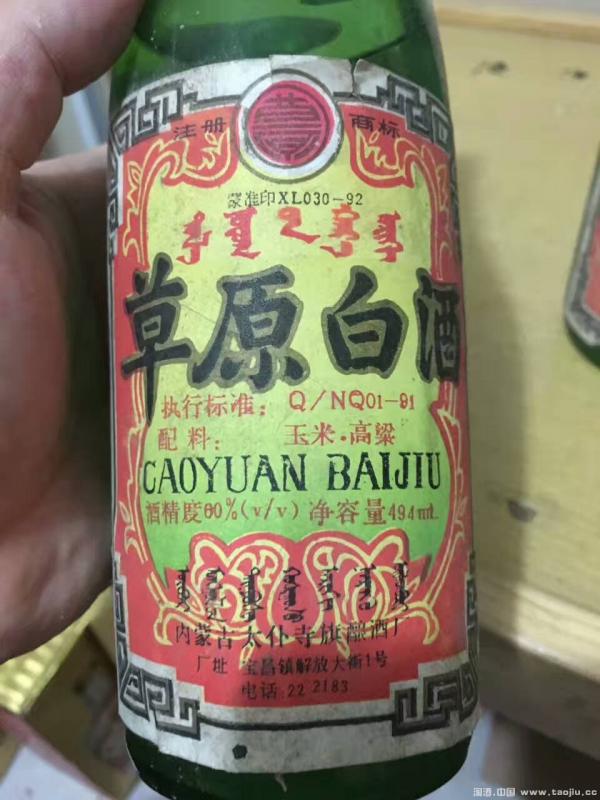 注册 商标
蒙准印XL030-92
草原白酒
执行标准: Q/NQ01-91
配料: 玉米·高粱
CAOYUAN BAIJIU
酒精度60%(v/v) 净容量494ml
内蒙古太仆寺旗酿酒厂
厂址 宝昌镇解放大街1号
电话:22 2183
淘酒.中国 www.taojiu.cc